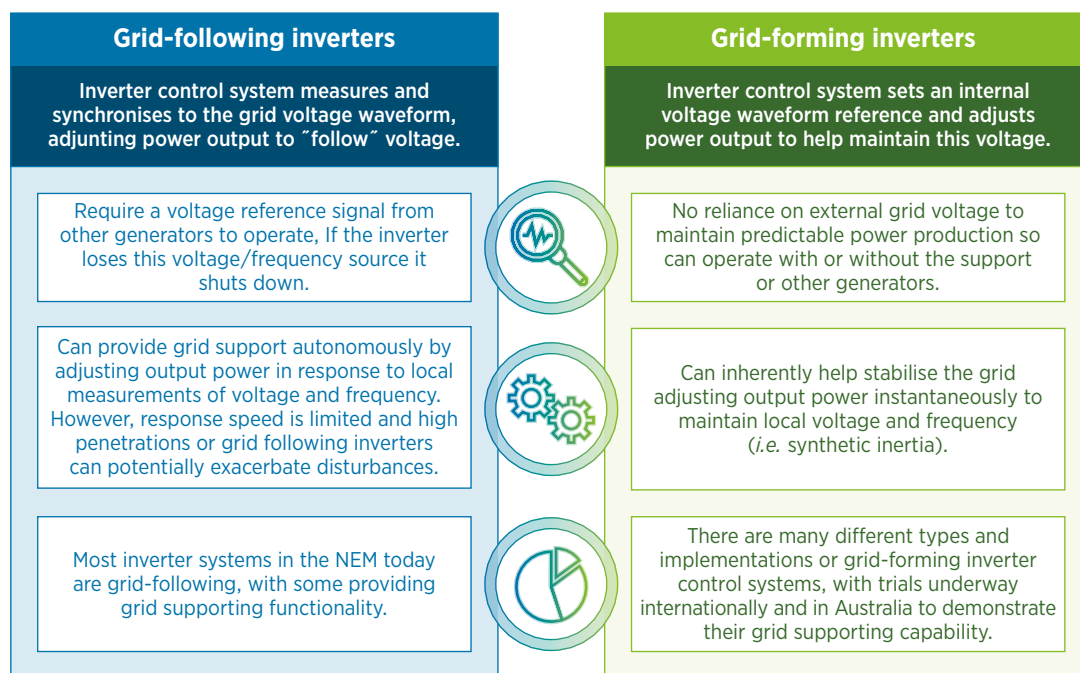 Grid-following inverters
Inverter control system measures and
synchronises to the grid voltage waveform,
adjunting power output to ˝follow˝ voltage.
Require a voltage reference signal from
other generators to operate, If the inverter
loses this voltage/frequency source it
shuts down.
Can provide grid support autonomously by
adjusting output power in response to local
measurements of voltage and frequency.
However, response speed is limited and high
penetrations or grid following inverters
can potentially exacerbate disturbances.
Most inverter systems in the NEM today
are grid-following, with some providing
grid supporting functionality.
Grid-forming inverters
Inverter control system sets an internal
voltage waveform reference and adjusts
power output to help maintain this voltage.
No reliance on external grid voltage to
maintain predictable power production so
can operate with or without the support
or other generators.
Can inherently help stabilise the grid
adjusting output power instantaneously to
maintain local voltage and frequency
(i.e. synthetic inertia).
There are many different types and
implementations or grid-forming inverter
control systems, with trials underway
internationally and in Australia to demonstrate
their grid supporting capability.